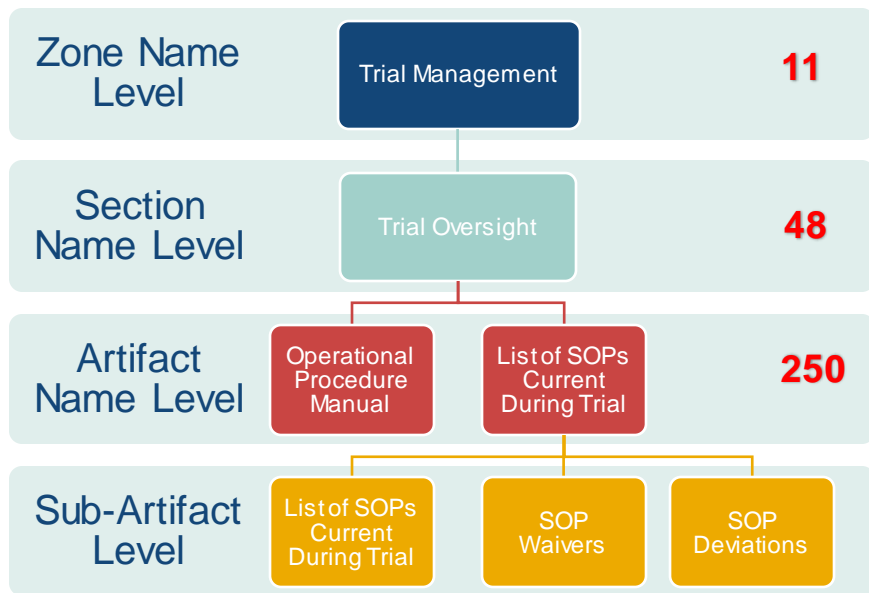 Zone Name
Level
Trial Management
11
Section
Name Level
Trial Oversight
48
Artifact
Name Level
Operational
Procedure
Manual
List of SOPs
Current
During Trial
250
Sub-Artifact
Level
List of SOPs
Current
During Trial
SOP
Waivers
SOP
Deviations